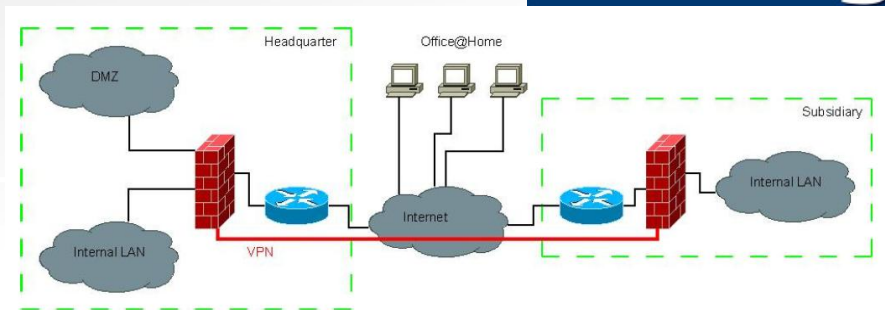 Headquarter
Office@Home
DMZ
Subsidiary
Internal LAN
Internet
Internal LAN
VPN